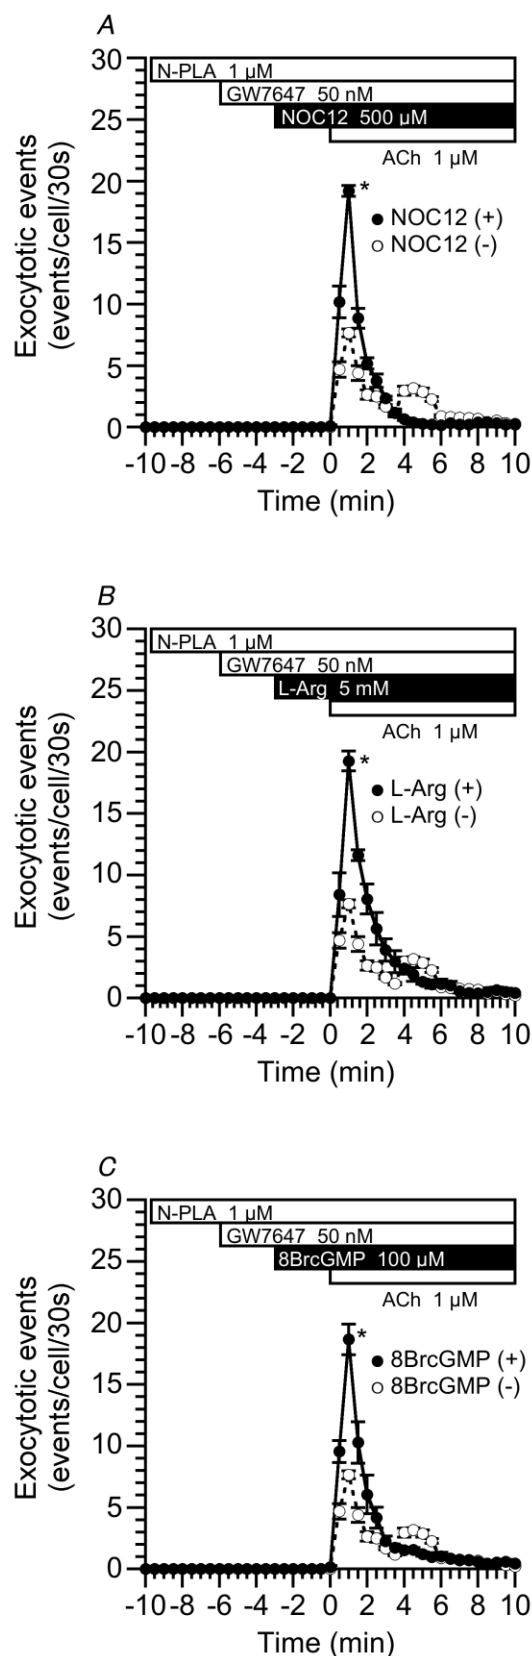 A
30
N-PLA 1 µM
GW7647 50 nM
25
NOC12 500 µM
ACh 1 µM
20
*
NOC12 (+)
NOC12 (-)
15
10
5
0
Exocytotic events
(events/cell/30s)
-10 -8 -6 -4 -2 0 2 4 6 8 10
Time (min)
B
30
N-PLA 1 µM
GW7647 50 nM
25
L-Arg 5 mM
ACh 1 µM
20
*
L-Arg (+)
L-Arg (-)
15
10
5
0
Exocytotic events
(events/cell/30s)
-10 -8 -6 -4 -2 0 2 4 6 8 10
Time (min)
C
30
N-PLA 1 µM
GW7647 50 nM
25
8BrcGMP 100 µM
ACh 1 µM
20
*
8BrcGMP (+)
8BrcGMP (-)
15
10
5
0
Exocytotic events
(events/cell/30s)
-10 -8 -6 -4 -2 0 2 4 6 8 10
Time (min)